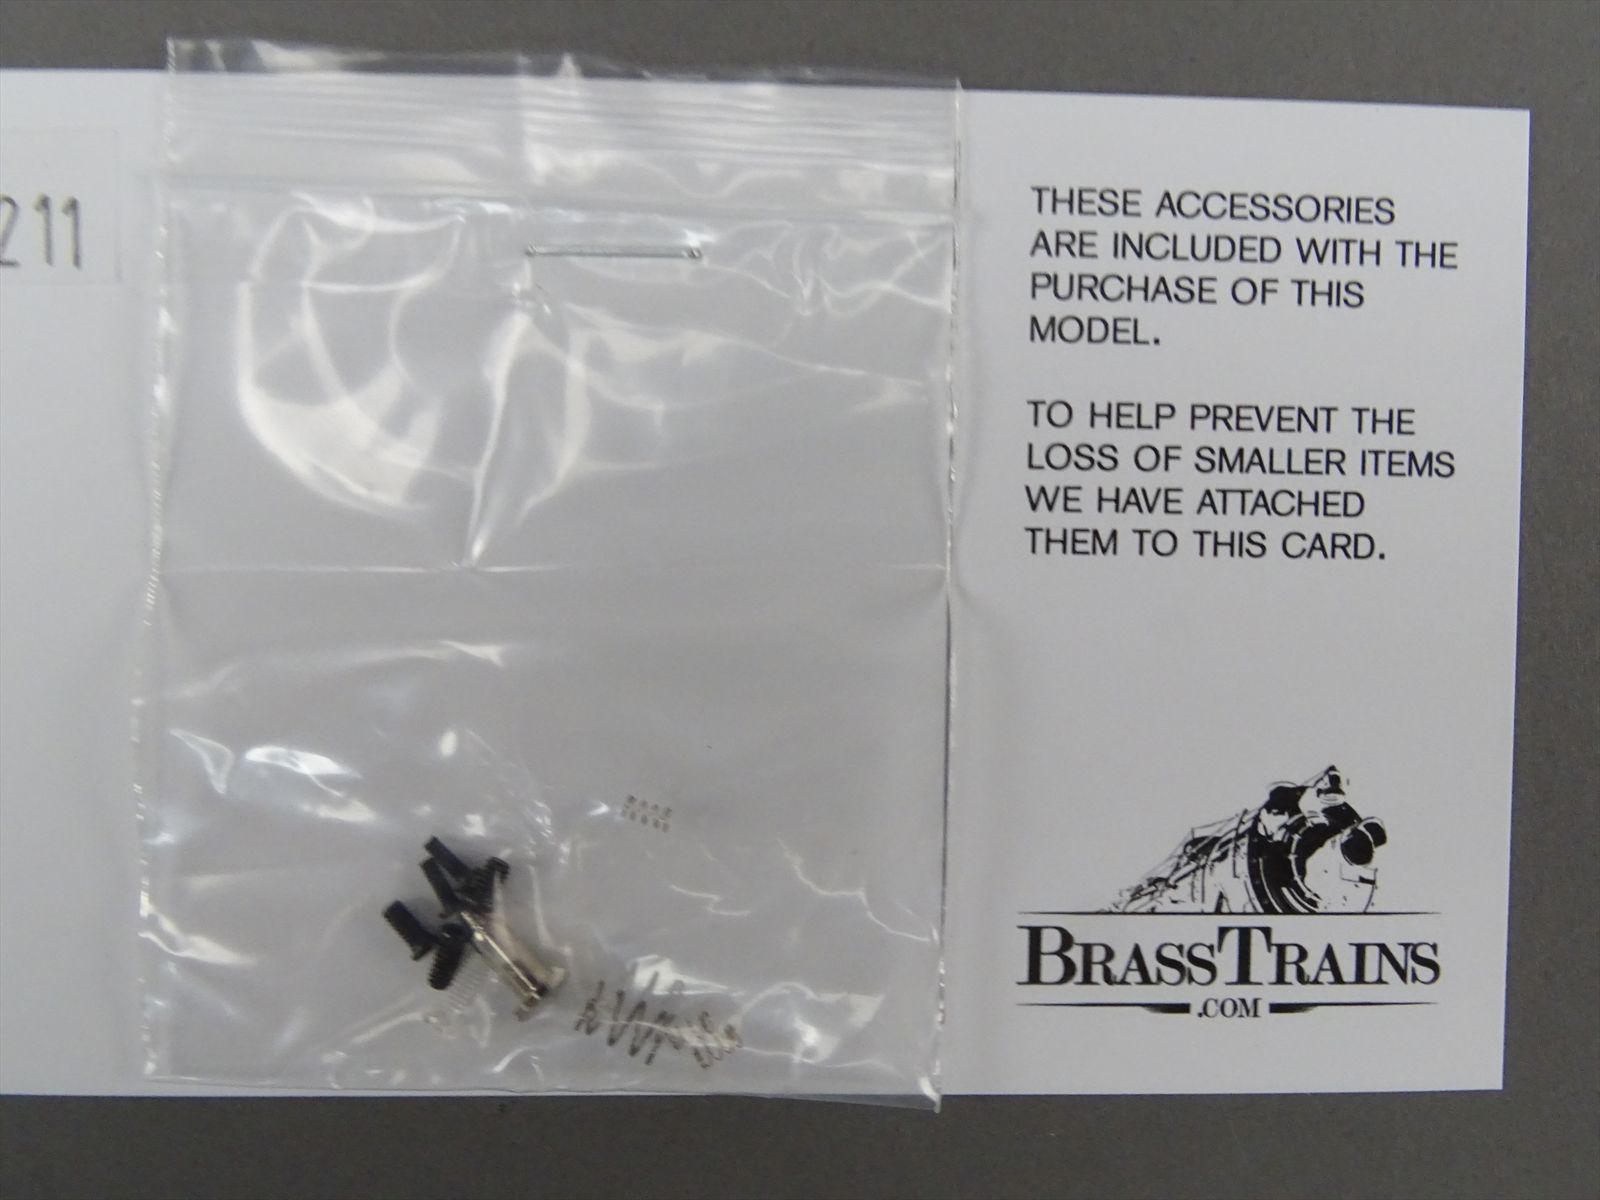 211
THESE ACCESSORIES
ARE INCLUDED WITH THE
PURCHASE OF THIS
MODEL.
TO HELP PREVENT THE
LOSS OF SMALLER ITEMS
WE HAVE ATTACHED
THEM TO THIS CARD.
BRASSTRAINS
.COM